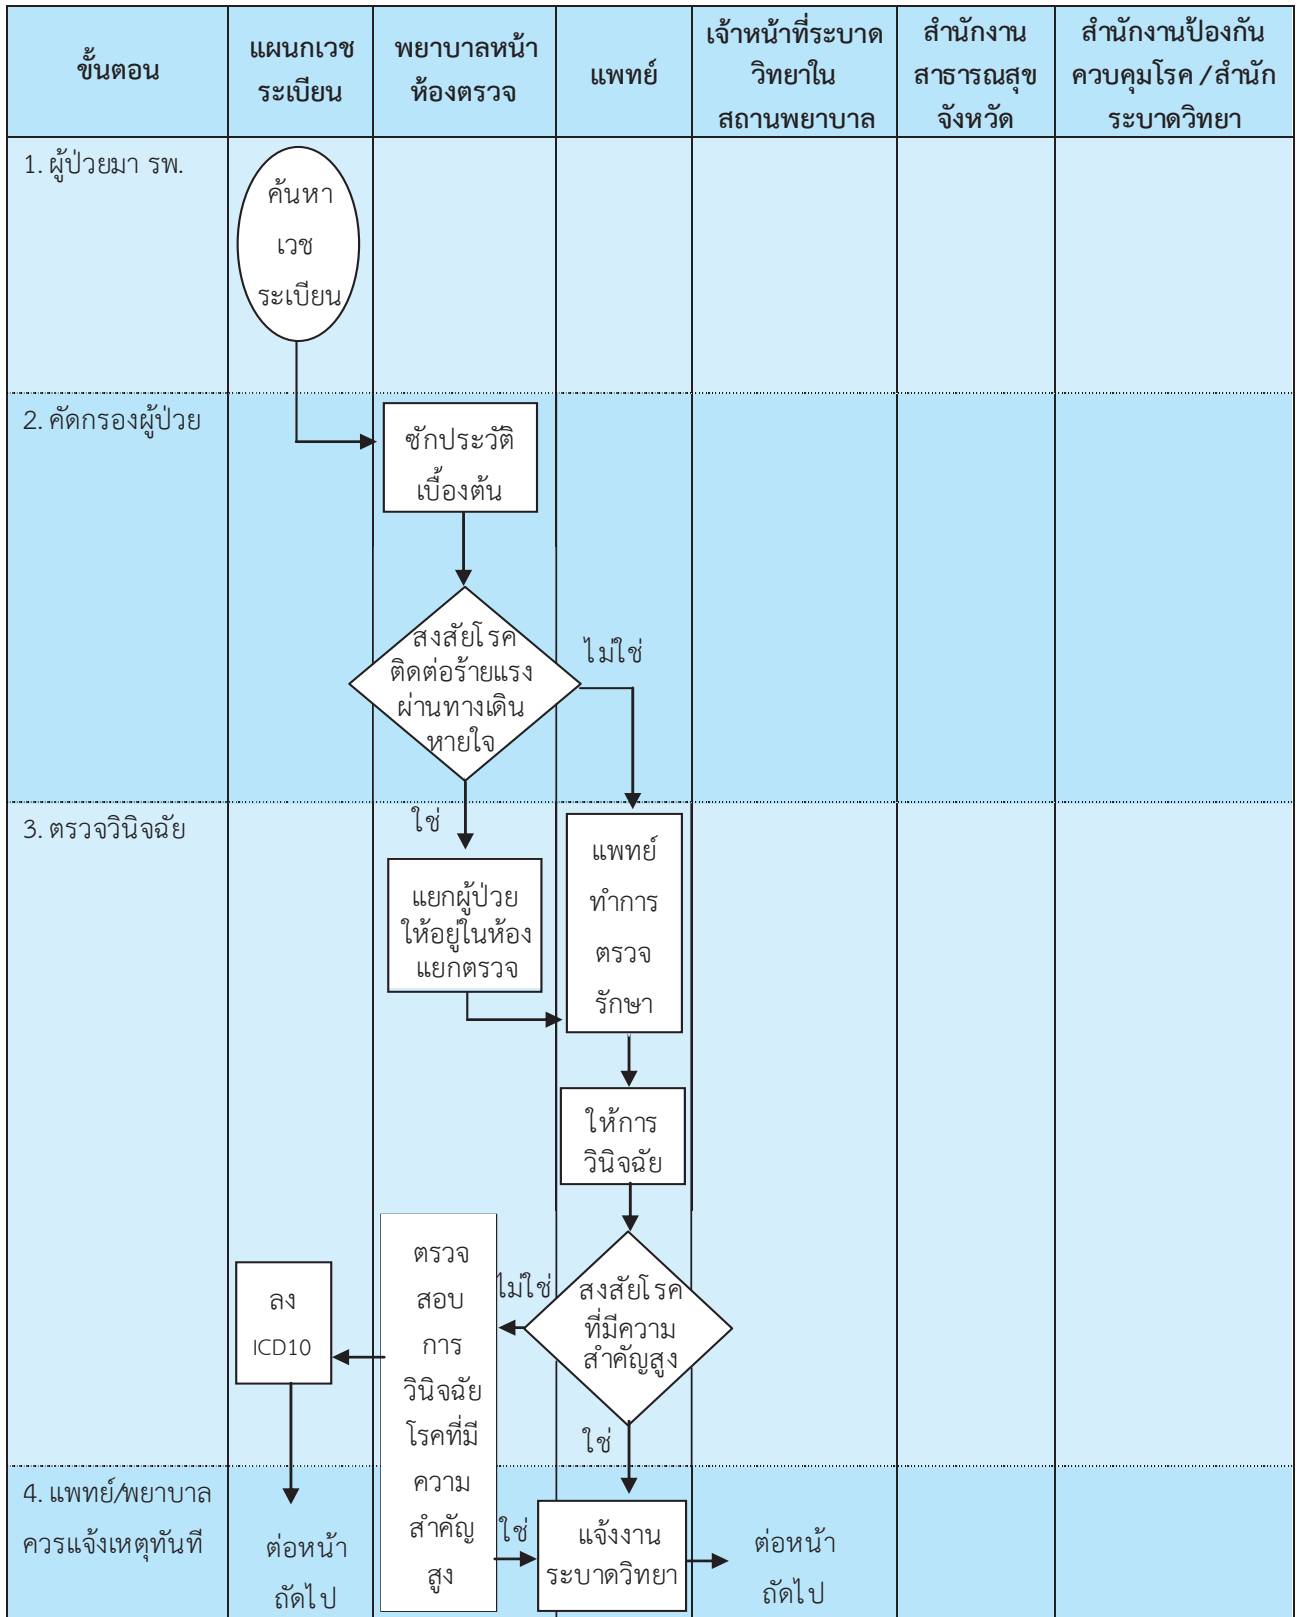 ขั้นตอน
แผนกเวช
ระเบียน
พยาบาลหน้า
ห้องตรวจ
แพทย์
เจ้าหน้าที่ระบาด
วิทยาใน
สถานพยาบาล
สำนักงาน
สาธารณสุข
จังหวัด
สำนักงานป้องกัน
ควบคุมโรค /สำนัก
ระบาดวิทยา
1. ผู้ป่วยมา รพ.
ค้นหา
เวช
ระเบียน
2. คัดกรองผู้ป่วย
ซักประวัติ
เบื้องต้น
สงสัยโรค
ติดต่อร้ายแรง
ผ่านทางเดิน
หายใจ
ไม่ใช่
3. ตรวจวินิจฉัย
ใช่
แยกผู้ป่วย
ให้อยู่ในห้อง
แยกตรวจ
แพทย์
ทำการ
ตรวจ
รักษา
ให้การ
วินิจฉัย
สงสัยโรค
ที่มีความ
สำคัญสูง
ไม่ใช่
ใช่
ตรวจ
สอบ
การ
วินิจฉัย
โรคที่มี
ความ
สำคัญ
สูง
ลง
ICD10
4. แพทย์/พยาบาล
ควรแจ้งเหตุทันที
ต่อหน้า
ถัดไป
ใช่
แจ้งงาน
ระบาดวิทยา
ต่อหน้า
ถัดไป